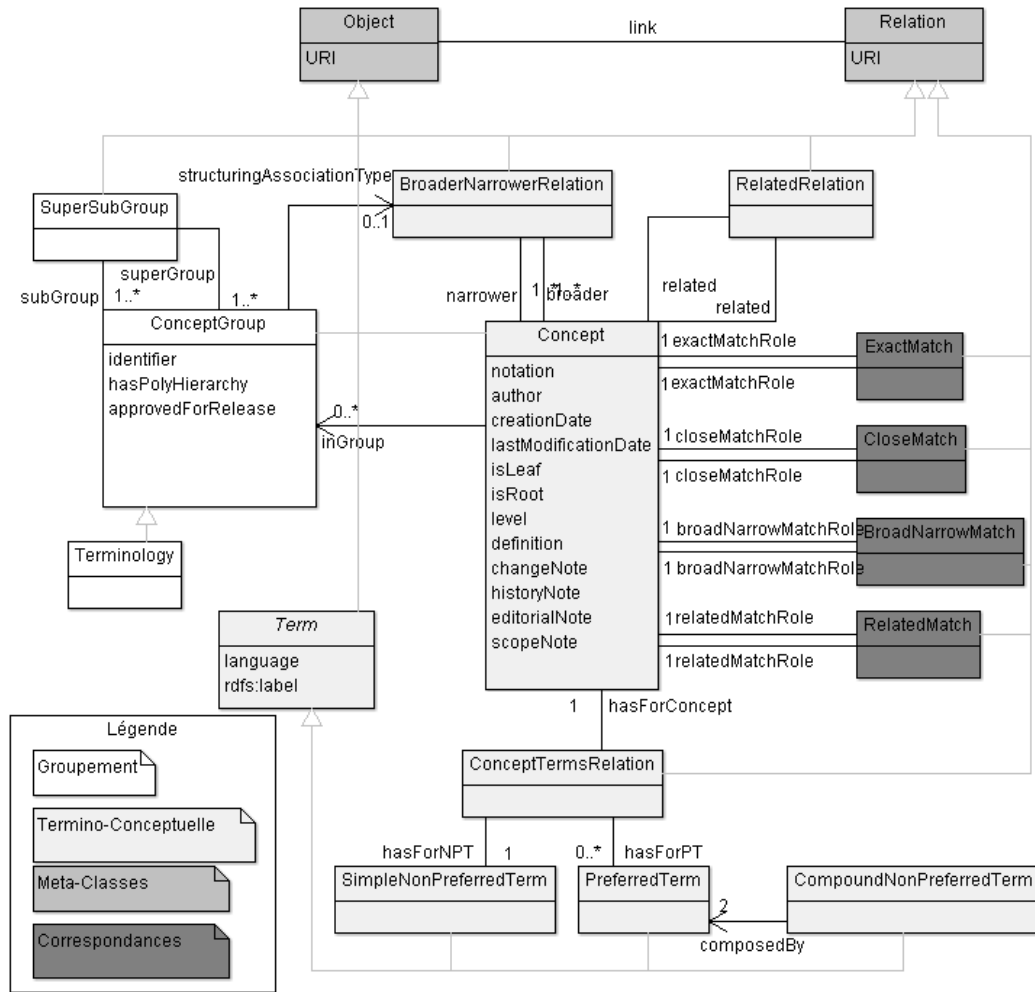 Object
URI
link
Relation
URI
structuringAssociationType
0..1
BroaderNarrowerRelation
RelatedRelation
SuperSubGroup
superGroup
subGroup
1..*
1..*
narrower
1..*
1..*
broader
related
related
ConceptGroup
identifier
hasPolyHierarchy
approvedForRelease
0..*
inGroup
Concept
notation
author
creationDate
lastModificationDate
isLeaf
isRoot
level
definition
changeNote
historyNote
editorialNote
scopeNote
1 exactMatchRole
1 exactMatchRole
ExactMatch
1 closeMatchRole
1 closeMatchRole
CloseMatch
1 broadNarrowMatchRole
1 broadNarrowMatchRole
BroadNarrowMatch
1 relatedMatchRole
1 relatedMatchRole
RelatedMatch
Terminology
Term
language
rdfs:label
1
hasForConcept
ConceptTermsRelation
hasForNPT
1
0..*
hasForPT
SimpleNonPreferredTerm
PreferredTerm
CompoundNonPreferredTerm
2
composedBy
Légende
Groupement
Termino-Conceptuelle
Meta-Classes
Correspondances